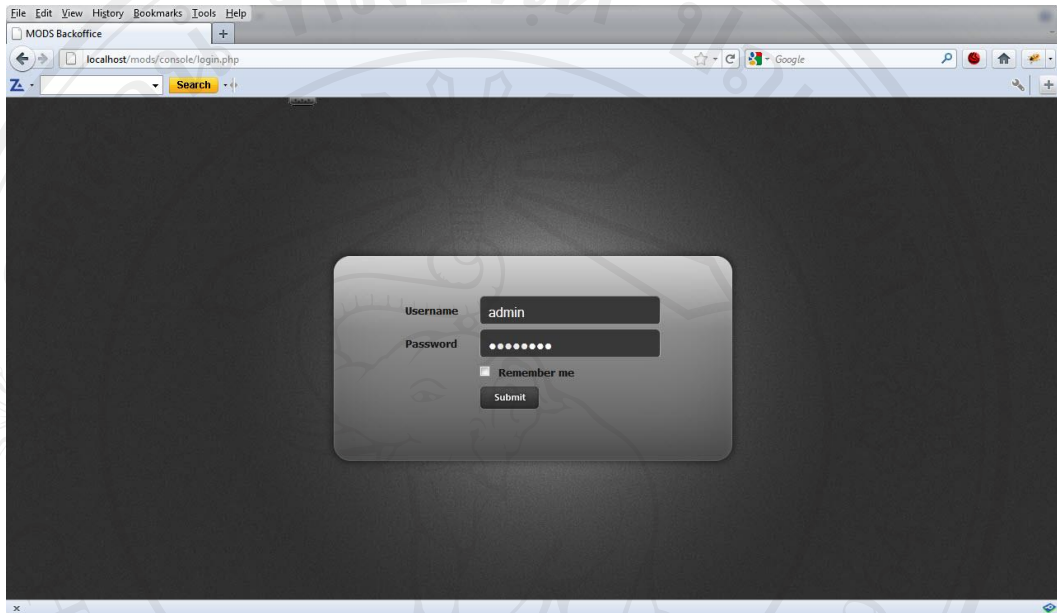 File Edit View History Bookmarks Tools Help
MODS Backoffice
localhost/mods/console/login.php
Google
Search
Username admin
Password ●●●●●●●●
Remember me
Submit